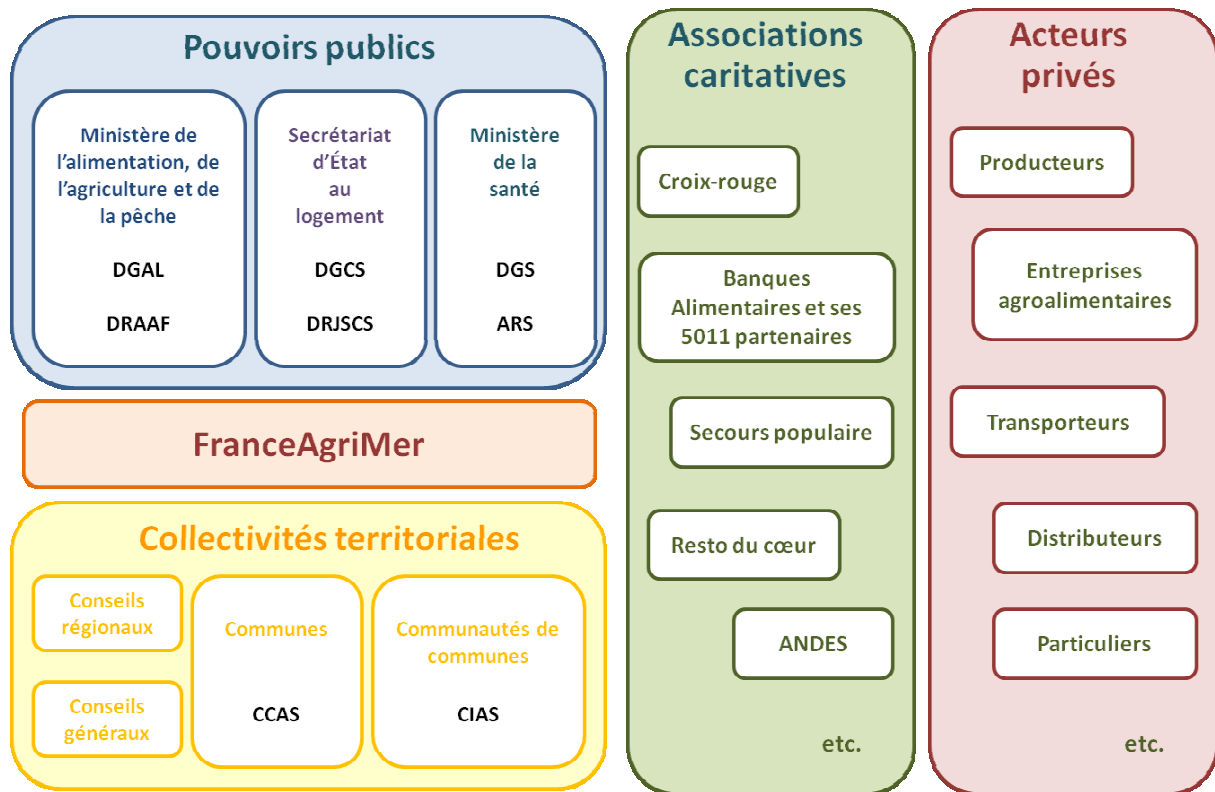 Pouvoirs publics
Ministère de
l'alimentation, de
l'agriculture et de
la pêche
DGAL
DRAAF
Secrétariat
d'État
au
logement
DGCS
DRJSCS
Ministère
de la
santé
DGS
ARS
FranceAgriMer
Collectivités territoriales
Conseils
régionaux
Conseils
généraux
Communes
CCAS
Communautés de
communes
CIAS
Associations
caritatives
Croix-rouge
Banques
Alimentaires et ses
5011 partenaires
Secours populaire
Resto du cœur
ANDES
etc.
Acteurs
privés
Producteurs
Entreprises
agroalimentaires
Transporteurs
Distributeurs
Particuliers
etc.